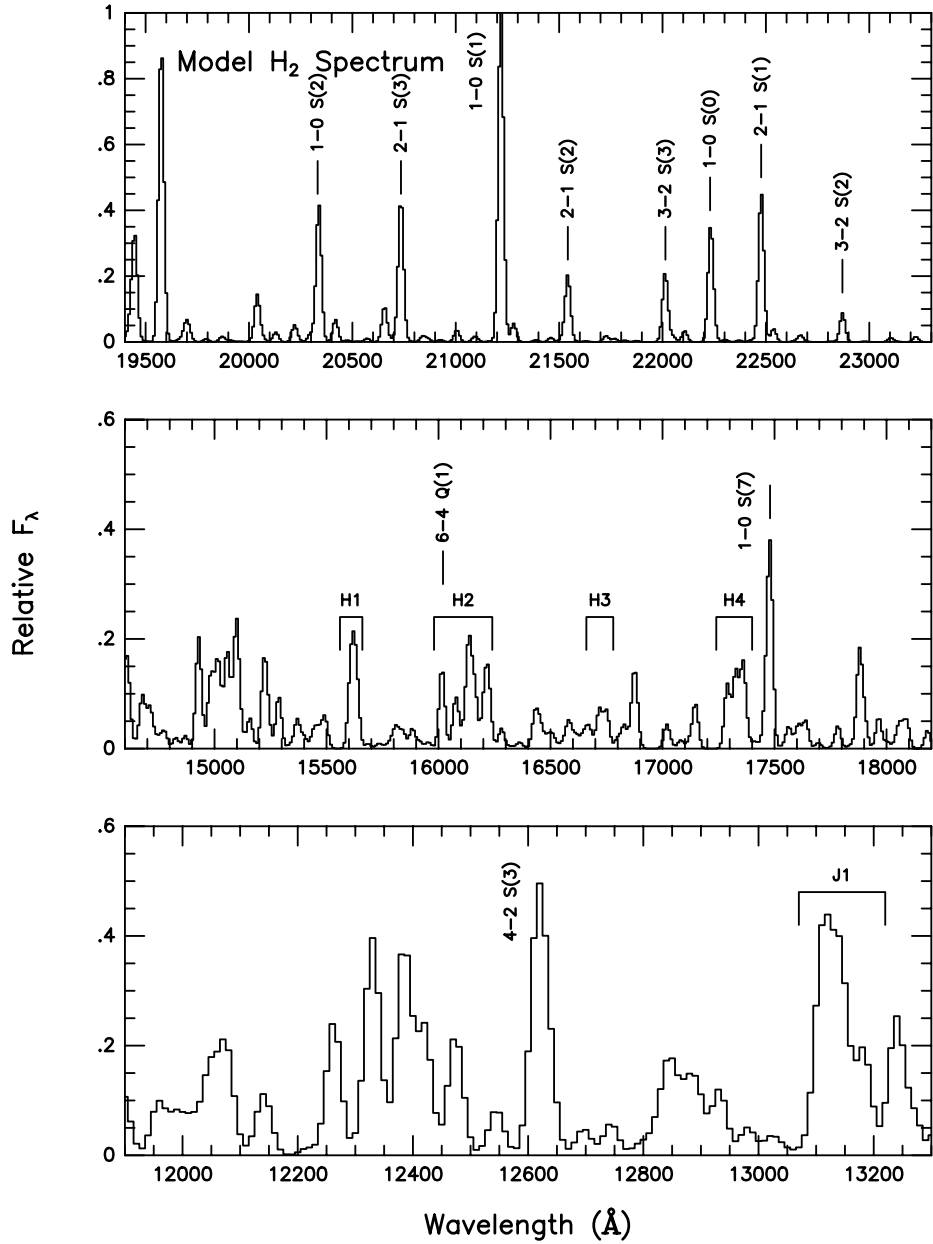 Model H₂ Spectrum
1-0 S(2)
2-1 S(3)
1-0 S(1)
2-1 S(2)
3-2 S(3)
1-0 S(0)
2-1 S(1)
3-2 S(2)
1
.8
.6
.4
.2
0
19500 20000 20500 21000 21500 22000 22500 23000
Relative Fλ
.6
.4
.2
0
6-4 Q(1)
1-0 S(7)
H1 H2 H3 H4
15000 15500 16000 16500 17000 17500 18000
.6
.4
.2
0
4-2 S(3)
J1
12000 12200 12400 12600 12800 13000 13200
Wavelength (Å)